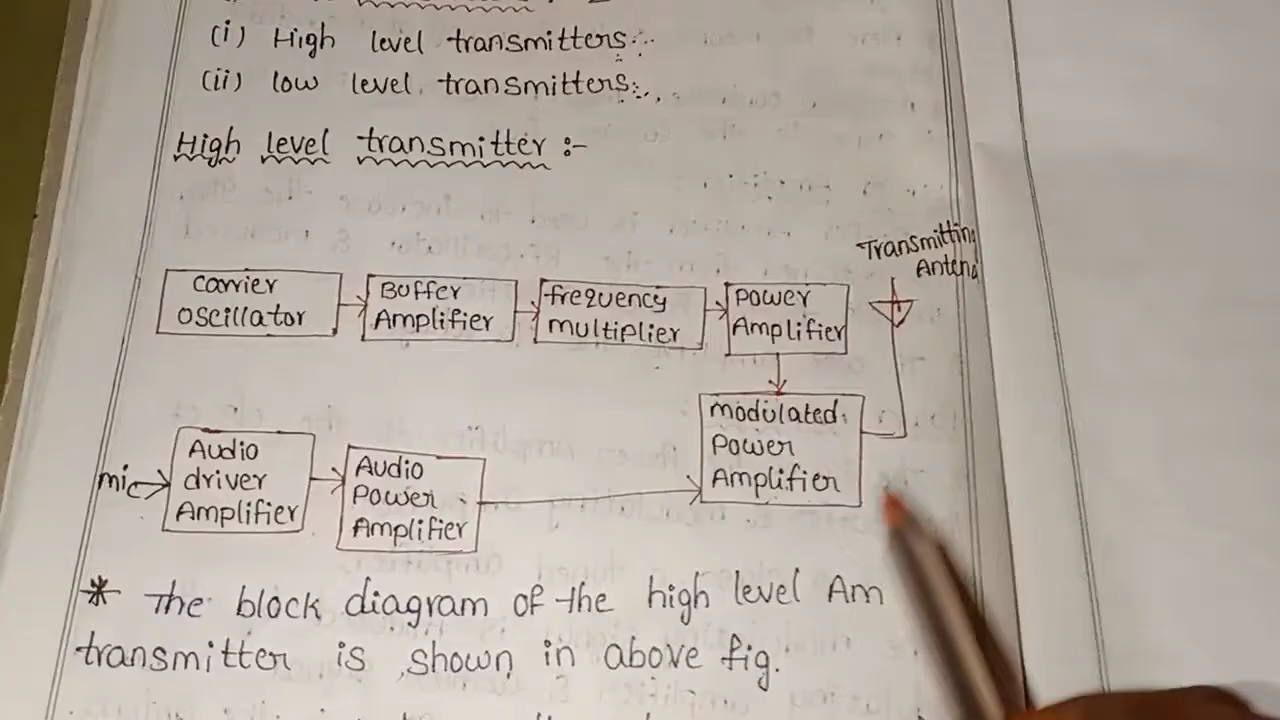 (i) High level transmitters:
(ii) low level transmitters:
High level transmitter :-
Transmitting
Antena
Carrier
oscillator
Buffer
Amplifier
frequency
multiplier
Power
Amplifier
modulated
Power
Amplifier
mic
Audio
driver
Amplifier
Audio
Power
Amplifier
* The block diagram of the high level Am
transmitter is shown in above fig.